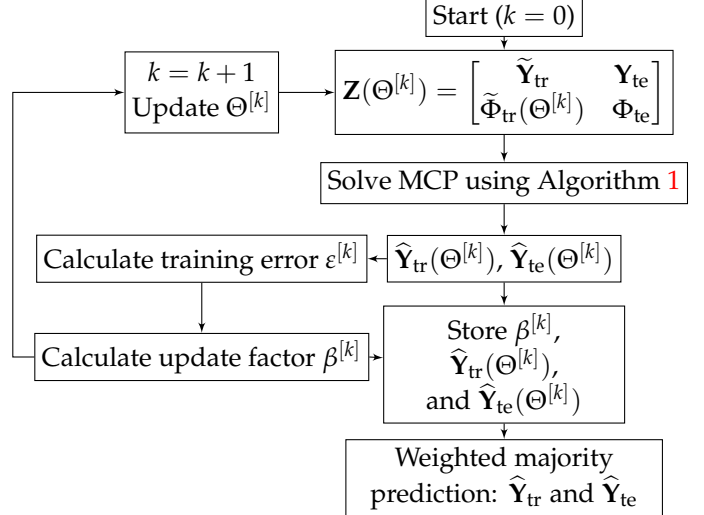 Start (k = 0)
k = k + 1
Update Θ^[k]
Z(Θ^[k]) = [ Ỹ_tr Y_te
Φ̃_tr(Θ^[k]) Φ_te ]
Solve MCP using Algorithm 1
Calculate training error ε^[k]
Ŷ_tr(Θ^[k]), Ŷ_te(Θ^[k])
Calculate update factor β^[k]
Store β^[k],
Ŷ_tr(Θ^[k]),
and Ŷ_te(Θ^[k])
Weighted majority
prediction: Ŷ_tr and Ŷ_te